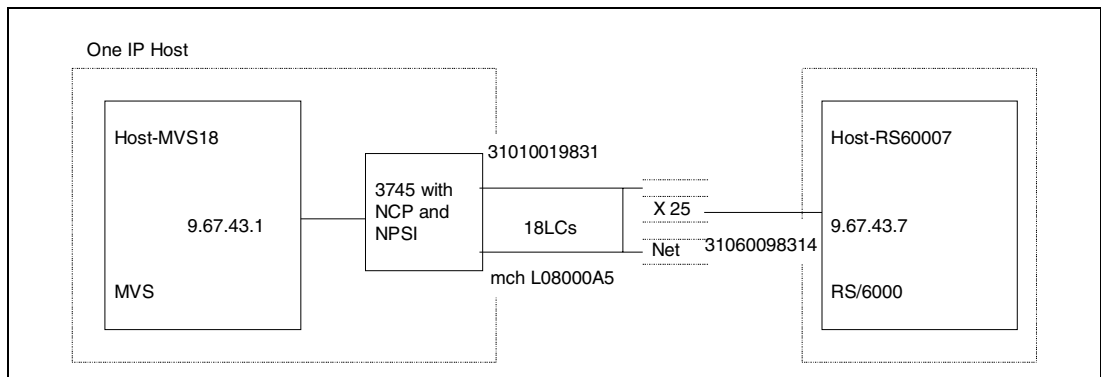 One IP Host
Host-MVS18
9.67.43.1
MVS
3745 with
NCP and
NPSI
31010019831
18LCs
mch L08000A5
X 25
Net
31060098314
Host-RS60007
9.67.43.7
RS/6000